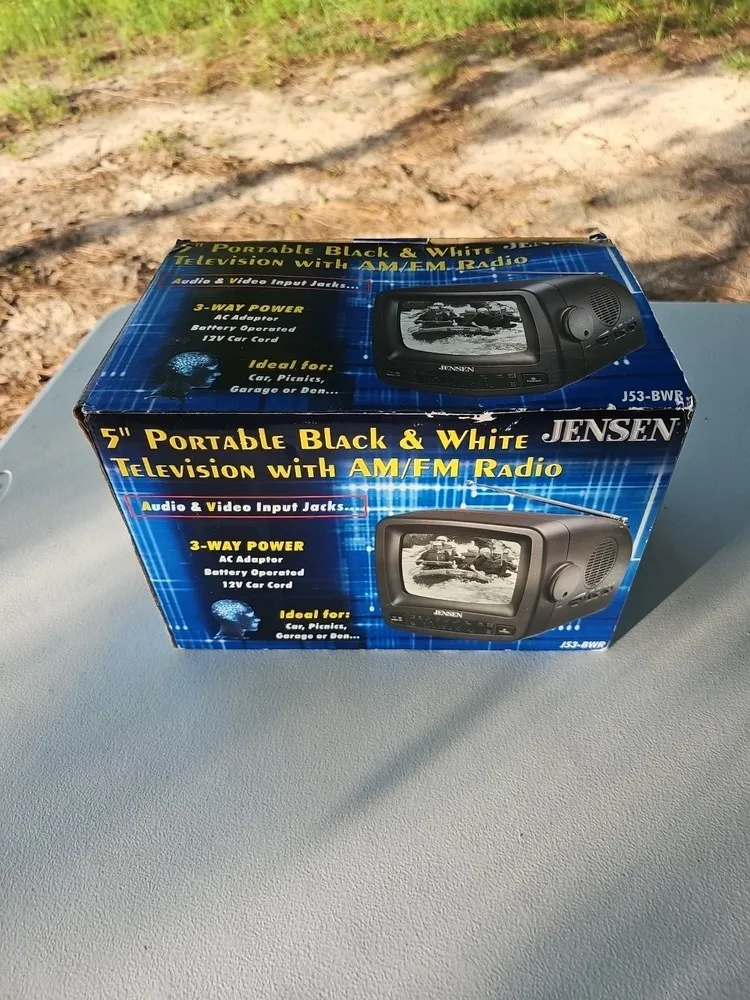 5" Portable Black & White JEN
Television with AM/FM Radio
Audio & Video Input Jacks...
3-WAY POWER
AC Adaptor
Battery Operated
12V Car Cord
Ideal for:
Car, Picnics,
Garage or Den...
JENSEN
J53-BWR
5" Portable Black & White JENSEN
Television with AM/FM Radio
Audio & Video Input Jacks...
3-WAY POWER
AC Adaptor
Battery Operated
12V Car Cord
Ideal for:
Car, Picnics,
Garage or Den...
JENSEN
J53-BWR